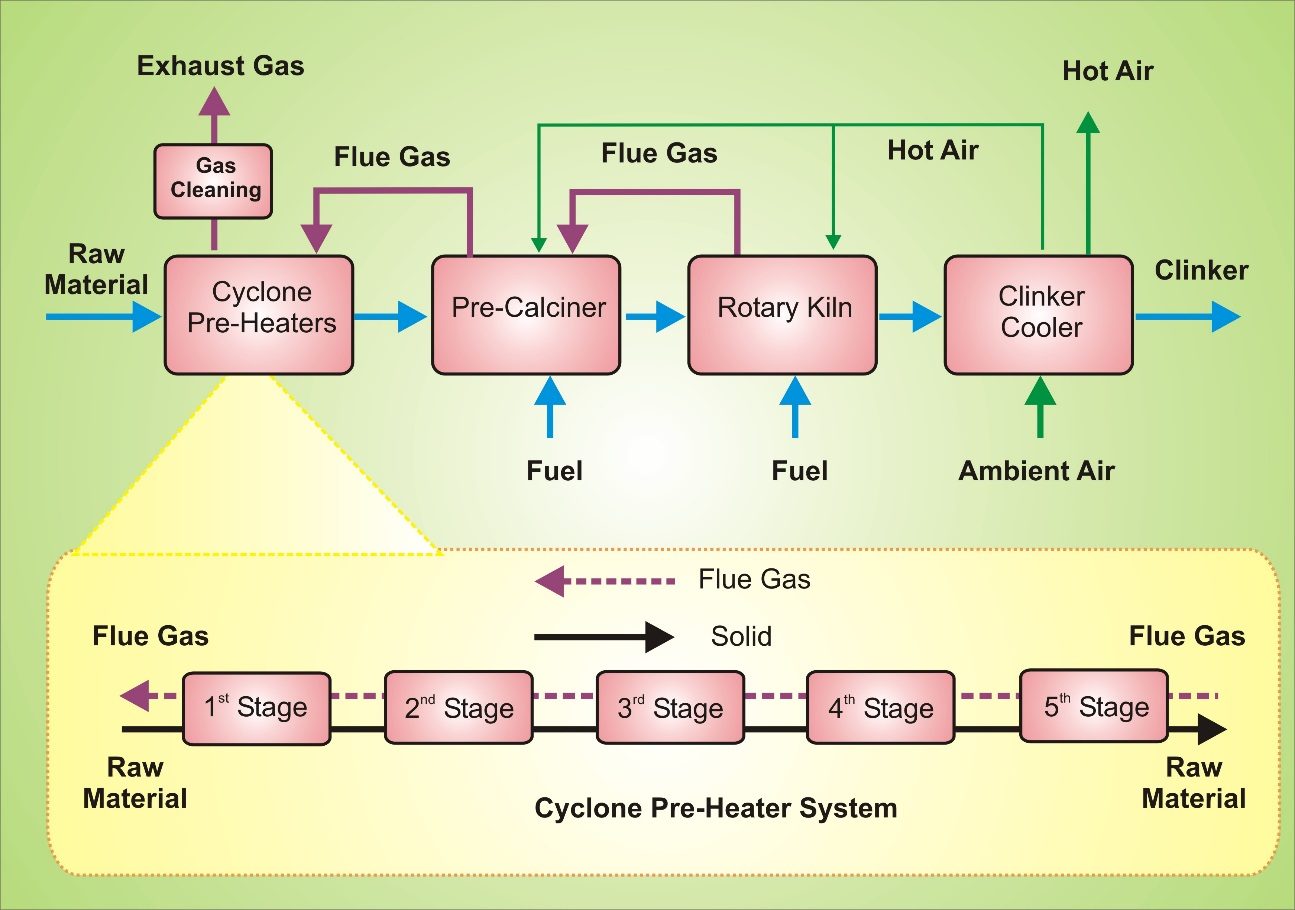 Exhaust Gas
Hot Air
Gas
Cleaning
Flue Gas
Flue Gas
Hot Air
Raw
Material
Clinker
Cyclone
Pre-Heaters
Pre-Calciner
Rotary Kiln
Clinker
Cooler
Fuel
Fuel
Ambient Air
Flue Gas
Solid
Flue Gas
Flue Gas
1st Stage
2nd Stage
3rd Stage
4th Stage
5th Stage
Raw
Material
Raw
Material
Cyclone Pre-Heater System